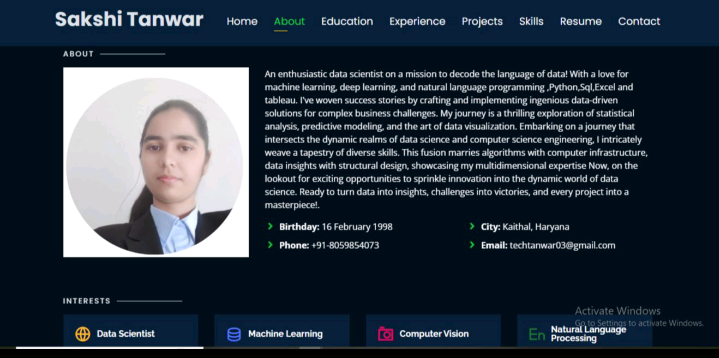 Sakshi Tanwar
Home About Education Experience Projects Skills Resume Contact
ABOUT
An enthusiastic data scientist on a mission to decode the language of data! With a love for
machine learning, deep learning, and natural language programming ,Python,Sql,Excel and
tableau. I've woven success stories by crafting and implementing ingenious data-driven
solutions for complex business challenges. My journey is a thrilling exploration of statistical
analysis, predictive modeling, and the art of data visualization. Embarking on a journey that
intersects the dynamic realms of data science and computer science engineering, I intricately
weave a tapestry of diverse skills. This fusion marries algorithms with computer infrastructure,
data insights with structural design, showcasing my multidimensional expertise Now, on the
lookout for exciting opportunities to sprinkle innovation into the dynamic world of data
science. Ready to turn data into insights, challenges into victories, and every project into a
masterpiece!.
Birthday: 16 February 1998 City: Kaithal, Haryana
Phone: +91-8059854073 Email: techtanwar03@gmail.com
INTERESTS
Activate Windows
Go to Settings to activate Windows.
Data Scientist Machine Learning Computer Vision En Natural Language
Processing